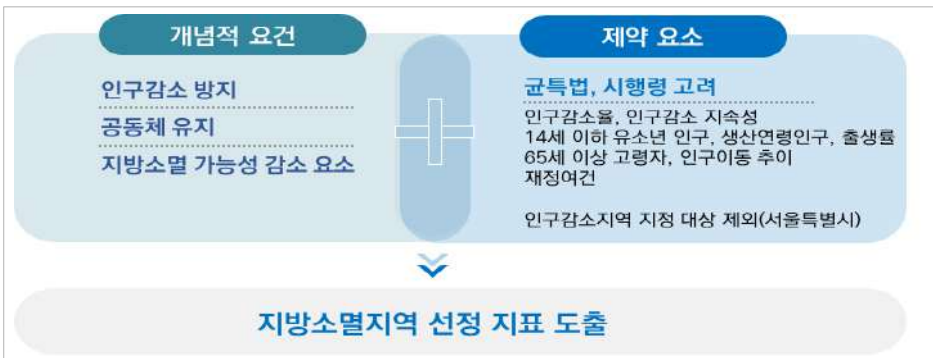 개념적 요건
인구감소 방지
공동체 유지
지방소멸 가능성 감소 요소
제약 요소
균특법, 시행령 고려
인구감소율, 인구감소 지속성
14세 이하 유소년 인구, 생산연령인구, 출생률
65세 이상 고령자, 인구이동 추이
재정여건
인구감소지역 지정 대상 제외(서울특별시)
지방소멸지역 선정 지표 도출